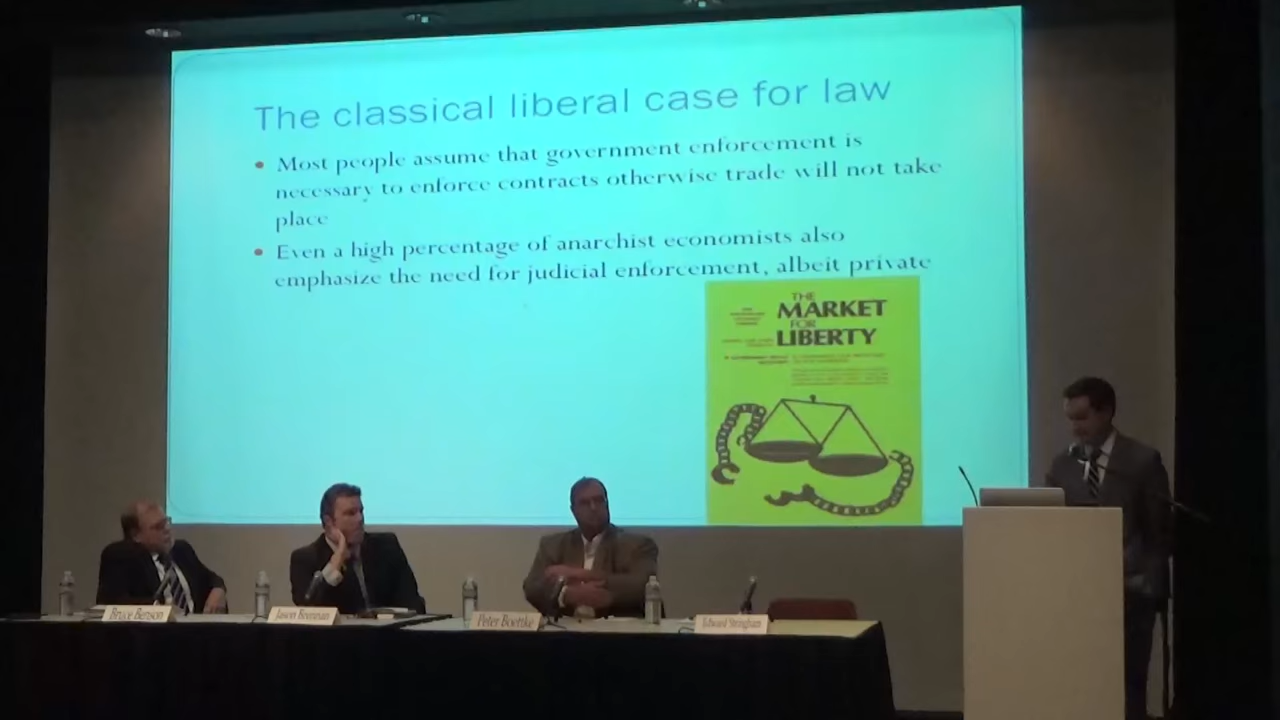 The classical liberal case for law
Most people assume that government enforcement is
necessary to enforce contracts otherwise trade will not take
place
Even a high percentage of anarchist economists also
emphasize the need for judicial enforcement, albeit private
THE
MARKET
FOR
LIBERTY
Bruce Benson
Jason Brennan
Peter Boettke
Edward Stringham